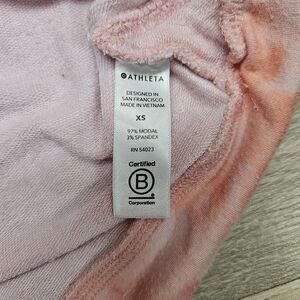 ATHLETA
DESIGNED IN
SAN FRANCISCO
MADE IN VIETNAM
XS
97% MODAL
3% SPANDEX
RN 54023
Certified
B
Corporation